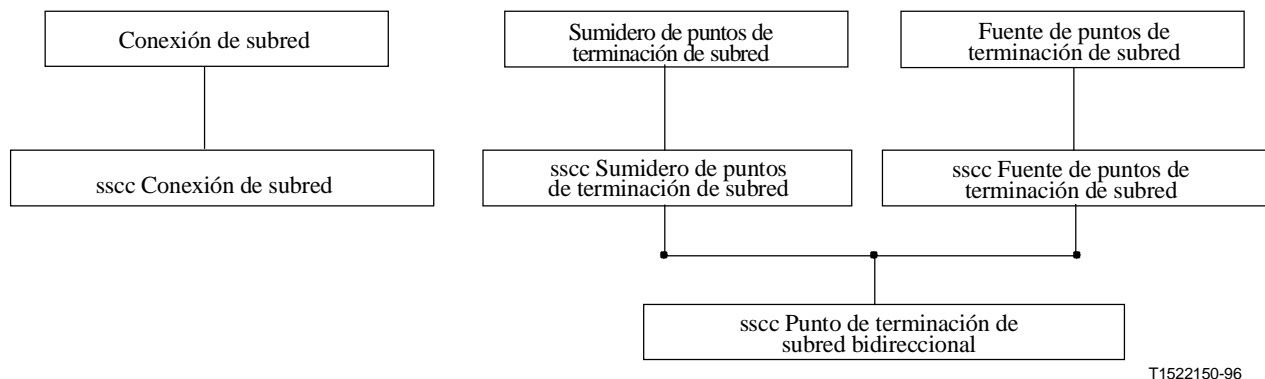 Conexión de subred
Sumidero de puntos de
terminación de subred
Fuente de puntos de
terminación de subred
sscc Conexión de subred
sscc Sumidero de puntos
de terminación de subred
sscc Fuente de puntos de
terminación de subred
sscc Punto de terminación de
subred bidireccional
T1522150-96